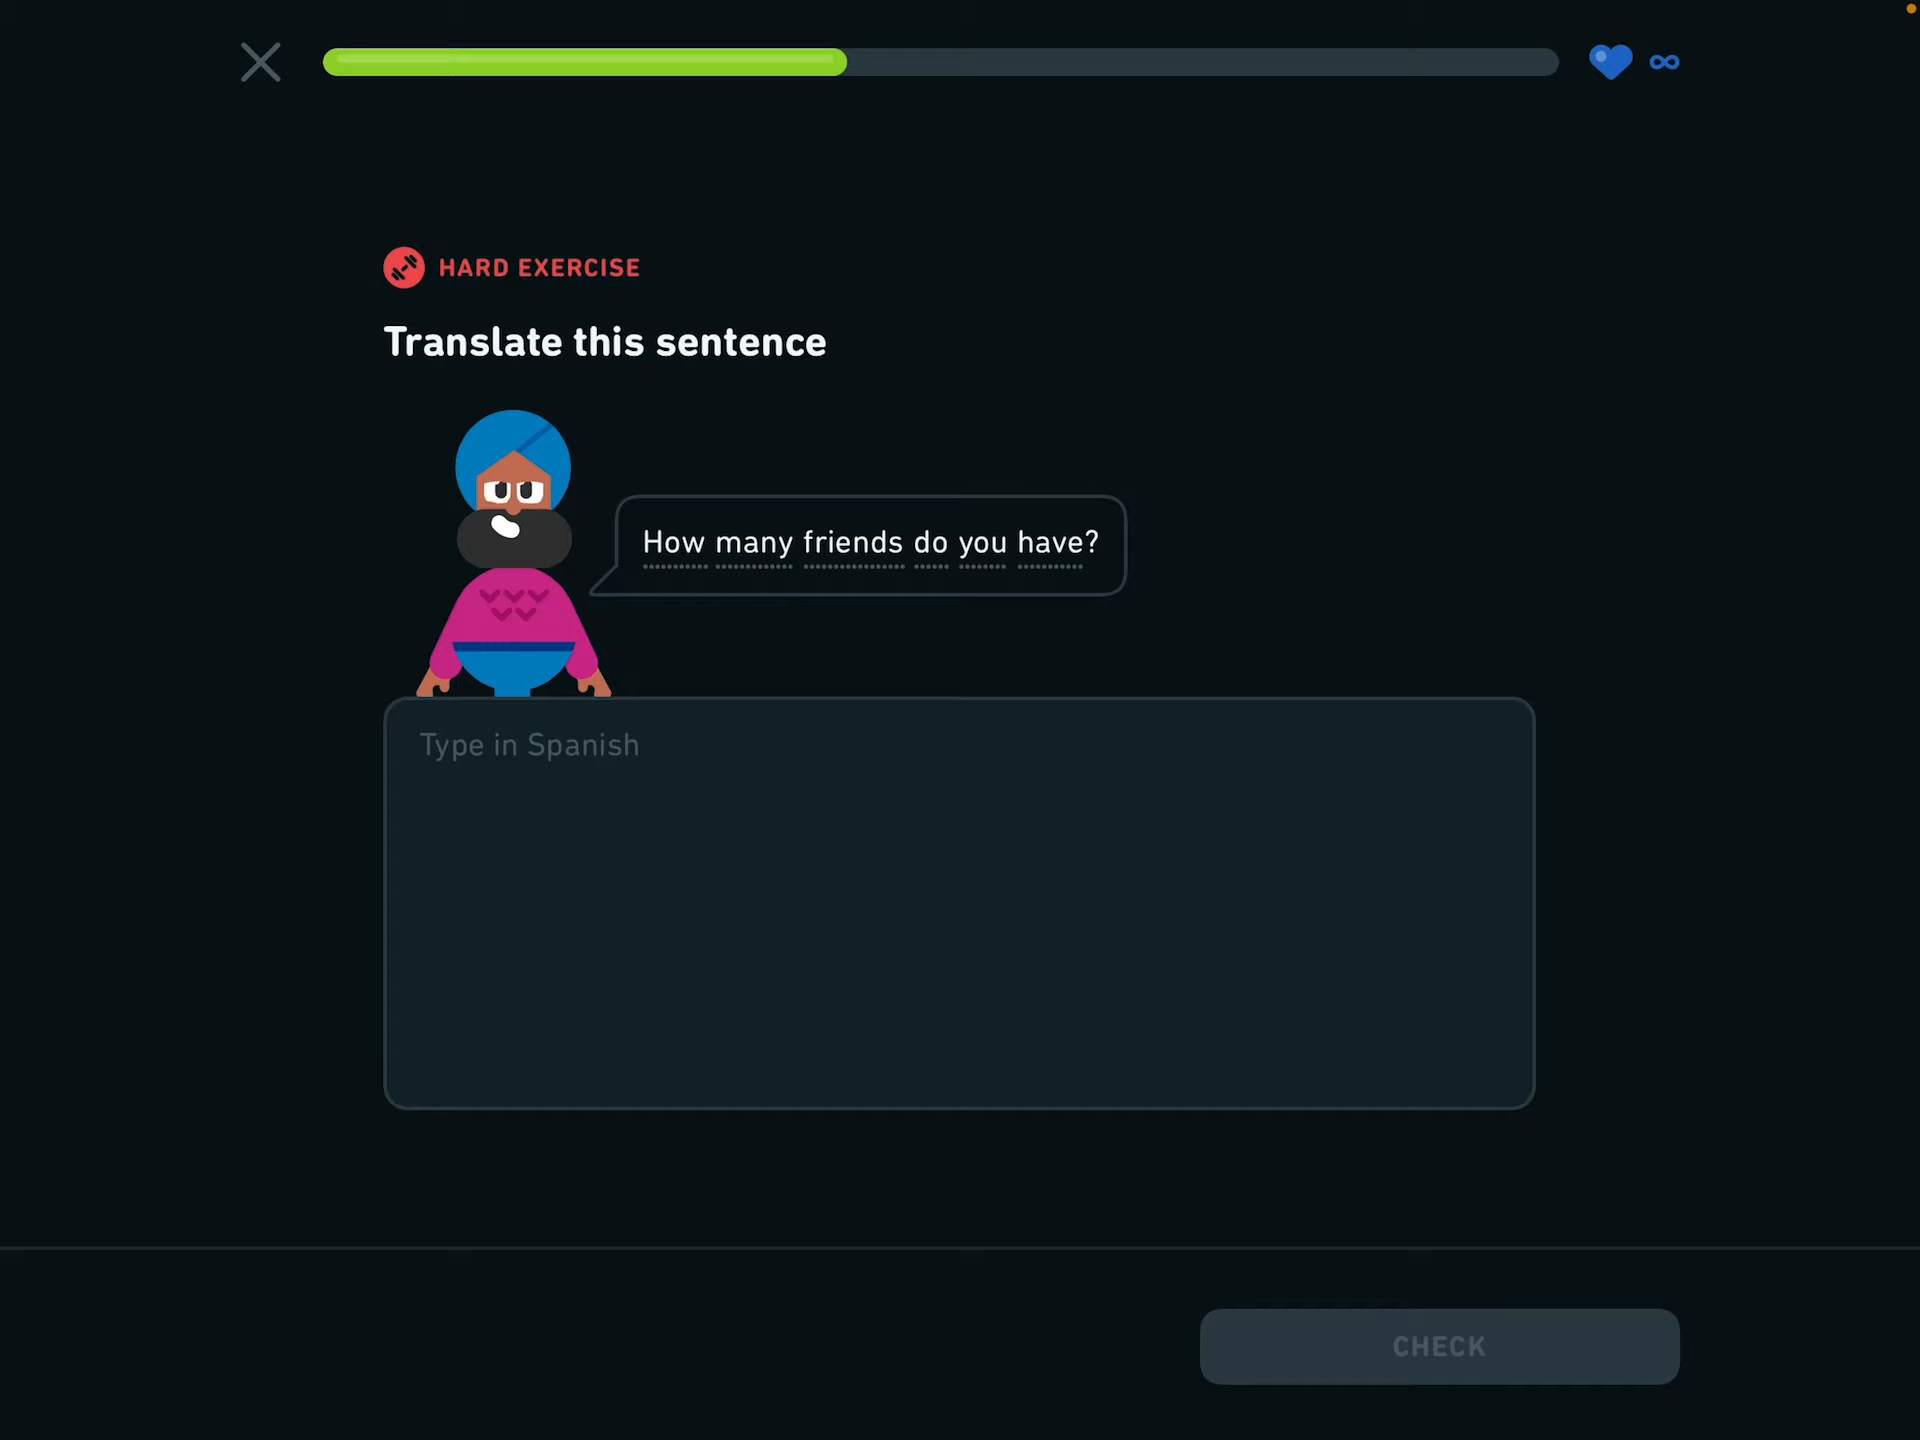 HARD EXERCISE
Translate this sentence
How many friends do you have?
Type in Spanish
CHECK